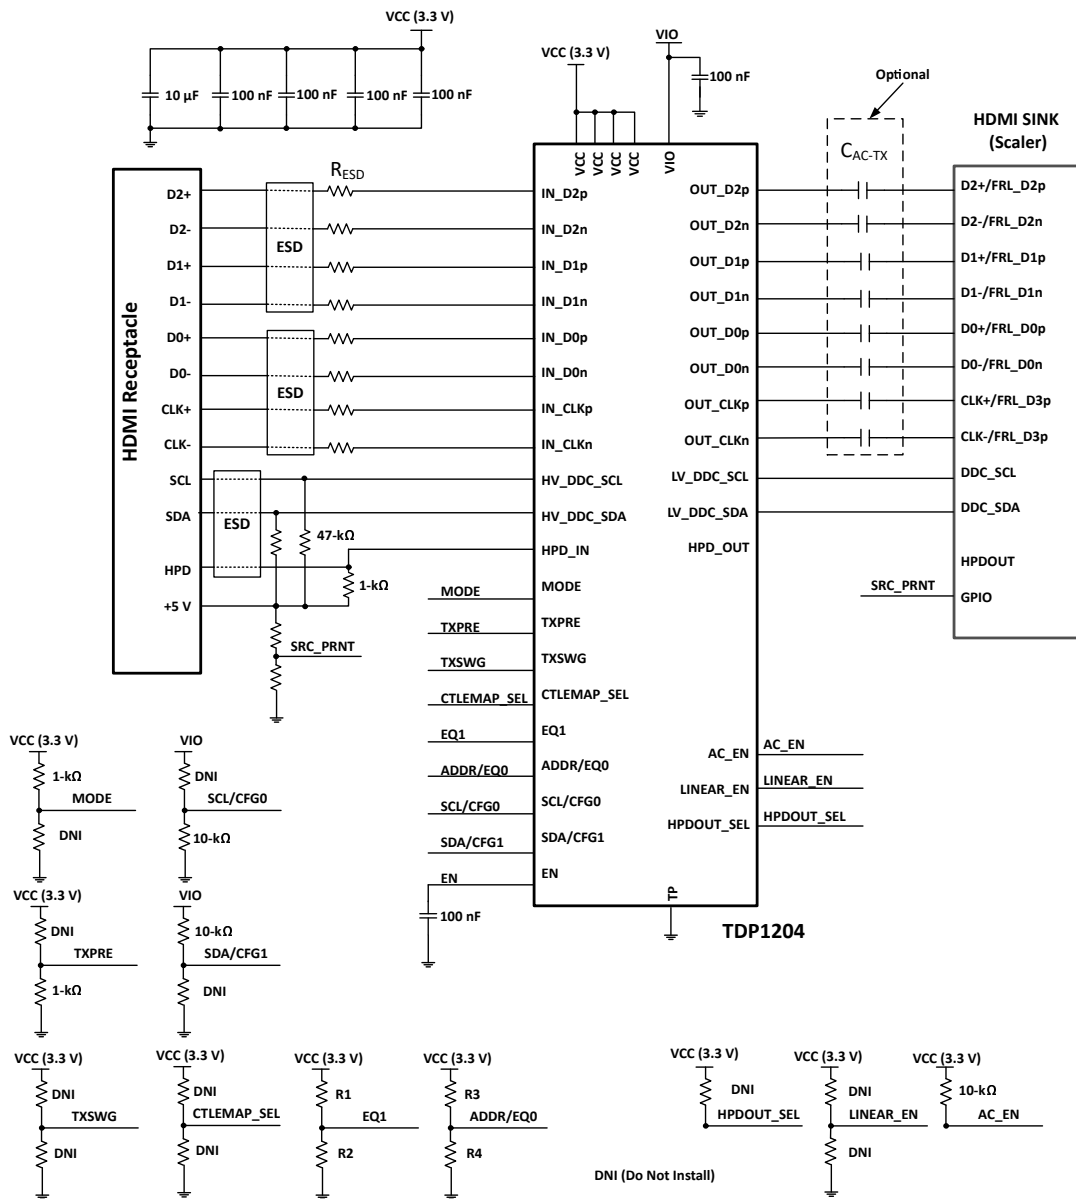 VCC (3.3 V)
10 µF
100 nF
100 nF
100 nF
100 nF
VCC (3.3 V)
VIO
100 nF
Optional
HDMI SINK
(Scaler)
C_AC-TX
VCC
VCC
VCC
VCC
VIO
HDMI Receptacle
D2+
D2-
D1+
D1-
D0+
D0-
CLK+
CLK-
SCL
SDA
HPD
+5 V
ESD
ESD
ESD
R_ESD
47-kΩ
1-kΩ
SRC_PRNT
IN_D2p
IN_D2n
IN_D1p
IN_D1n
IN_D0p
IN_D0n
IN_CLKp
IN_CLKn
HV_DDC_SCL
HV_DDC_SDA
HPD_IN
MODE
MODE
TXPRE
TXPRE
TXSWG
TXSWG
CTLEMAP_SEL
CTLEMAP_SEL
EQ1
EQ1
ADDR/EQ0
ADDR/EQ0
SCL/CFG0
SCL/CFG0
SDA/CFG1
SDA/CFG1
EN
EN
100 nF
OUT_D2p
OUT_D2n
OUT_D1p
OUT_D1n
OUT_D0p
OUT_D0n
OUT_CLKp
OUT_CLKn
LV_DDC_SCL
LV_DDC_SDA
HPD_OUT
AC_EN
AC_EN
LINEAR_EN
LINEAR_EN
HPDOUT_SEL
HPDOUT_SEL
TP
TDP1204
D2+/FRL_D2p
D2-/FRL_D2n
D1+/FRL_D1p
D1-/FRL_D1n
D0+/FRL_D0p
D0-/FRL_D0n
CLK+/FRL_D3p
CLK-/FRL_D3p
DDC_SCL
DDC_SDA
HPDOUT
SRC_PRNT
GPIO
VCC (3.3 V)
1-kΩ
MODE
DNI
VIO
DNI
SCL/CFG0
10-kΩ
VCC (3.3 V)
DNI
TXPRE
1-kΩ
VIO
10-kΩ
SDA/CFG1
DNI
VCC (3.3 V)
DNI
TXSWG
DNI
VCC (3.3 V)
DNI
CTLEMAP_SEL
DNI
VCC (3.3 V)
R1
EQ1
R2
VCC (3.3 V)
R3
ADDR/EQ0
R4
VCC (3.3 V)
DNI
HPDOUT_SEL
VCC (3.3 V)
DNI
LINEAR_EN
DNI
VCC (3.3 V)
10-kΩ
AC_EN
DNI (Do Not Install)